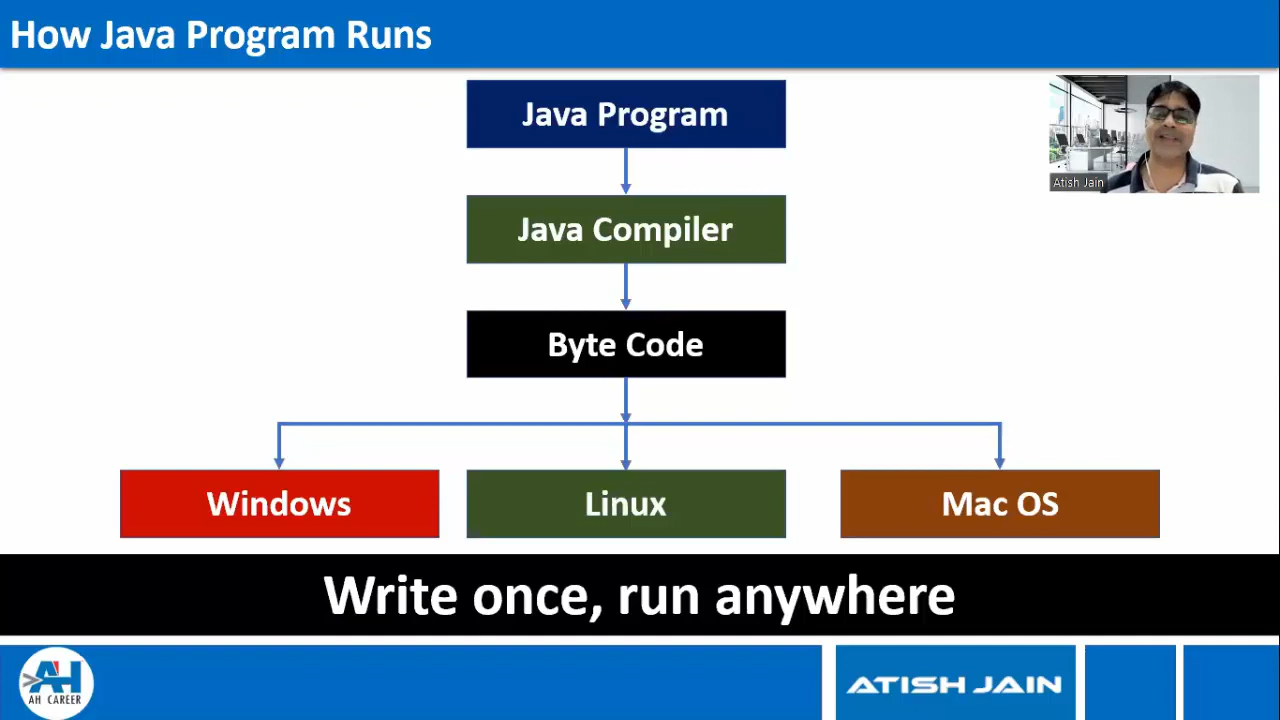 How Java Program Runs
Java Program
Atish Jain
Java Compiler
Byte Code
Windows
Linux
Mac OS
Write once, run anywhere
AH
AH CAREER
ATISH JAIN